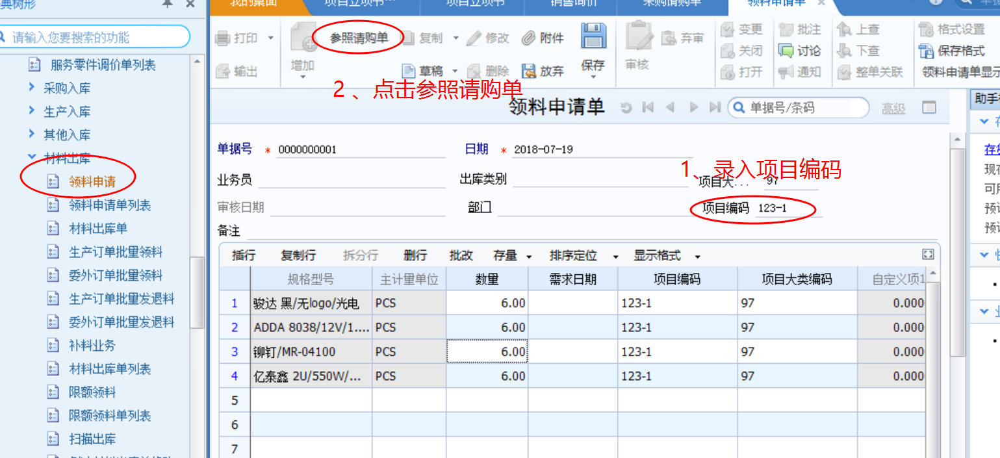 典树形
我的桌面
项目立项书...
项目立项书
销售询价
采购请购单
领料申请单
请输入您要搜索的功能
服务零件调价单列表
采购入库
生产入库
其他入库
材料出库
领料申请
领料申请单列表
材料出库单
生产订单批量领料
委外订单批量领料
生产订单批量发退料
委外订单批量发退料
补料业务
材料出库单列表
限额领料
限额领料单列表
扫描出库
打印
输出
增加
参照请购单
复制
修改
附件
草稿
删除
放弃
保存
审核
弃审
变更
关闭
打开
批注
讨论
通知
上查
下查
整单关联
格式设置
保存格式
领料申请单显示
2 、点击参照请购单
领料申请单
单据号/条码
高级
助手
单据号 * 0000000001
日期 * 2018-07-19
1、录入项目编码
业务员
出库类别
项目大... 97
审核日期
部门
项目编码 123-1
备注
插行 复制行 拆分行 删行 批改 存量 排序定位 显示格式
规格型号 主计量单位 数量 需求日期 项目编码 项目大类编码 自定义项1
1 骏达 黑/无logo/光电 PCS 6.00 123-1 97 0.000
2 ADDA 8038/12V/1.... PCS 6.00 123-1 97 0.000
3 铆钉/MR-04100 PCS 6.00 123-1 97 0.000
4 亿泰鑫 2U/550W/... PCS 6.00 123-1 97 0.000
5
6
7